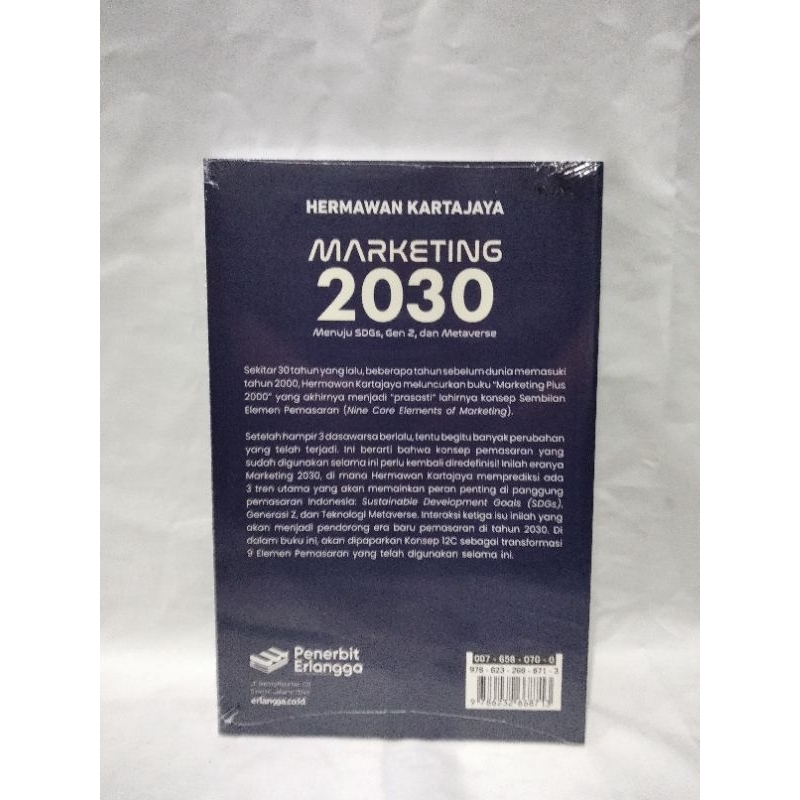 HERMAWAN KARTAJAYA
MARKETING
2030
Menuju SDGs, Gen Z, dan Metaverse
Sekitar 30 tahun yang lalu, beberapa tahun sebelum dunia memasuki
tahun 2000, Hermawan Kartajaya meluncurkan buku “Marketing Plus
2000” yang akhirnya menjadi “prasasti” lahirnya konsep Sembilan
Elemen Pemasaran (Nine Core Elements of Marketing).
Setelah hampir 3 dasawarsa berlalu, tentu begitu banyak perubahan
yang telah terjadi. Ini berarti bahwa konsep pemasaran yang
sudah digunakan selama ini perlu kembali diredefinisi! Inilah eranya
Marketing 2030, di mana Hermawan Kartajaya memprediksi ada
3 tren utama yang akan memainkan peran penting di panggung
pemasaran Indonesia: Sustainable Development Goals (SDGs),
Generasi Z, dan Teknologi Metaverse. Interaksi ketiga isu inilah yang
akan menjadi pendorong era baru pemasaran di tahun 2030. Di
dalam buku ini, akan dipaparkan Konsep 12C sebagai transformasi
9 Elemen Pemasaran yang telah digunakan selama ini.
Penerbit
Erlangga
erlangga.co.id
007-658-070-0